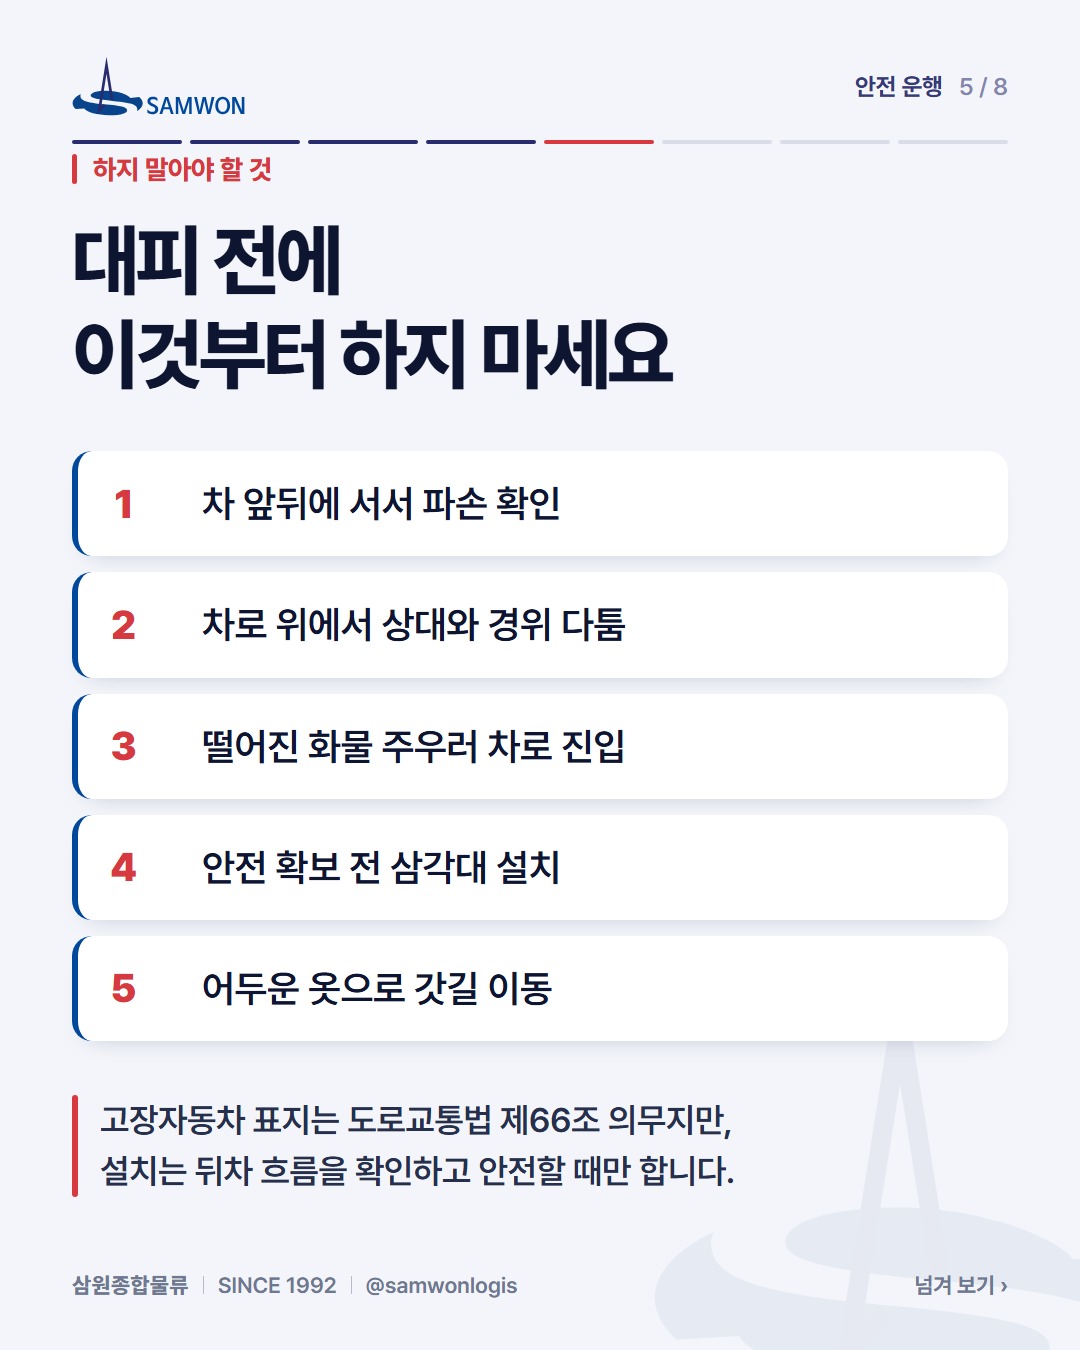 SAMWON
안전 운행 5 / 8
하지 말아야 할 것
대피 전에
이것부터 하지 마세요
1 차 앞뒤에 서서 파손 확인
2 차로 위에서 상대와 경위 다툼
3 떨어진 화물 주우러 차로 진입
4 안전 확보 전 삼각대 설치
5 어두운 옷으로 갓길 이동
고장자동차 표지는 도로교통법 제66조 의무지만,
설치는 뒤차 흐름을 확인하고 안전할 때만 합니다.
삼원종합물류 | SINCE 1992 | @samwonlogis
넘겨 보기 ›